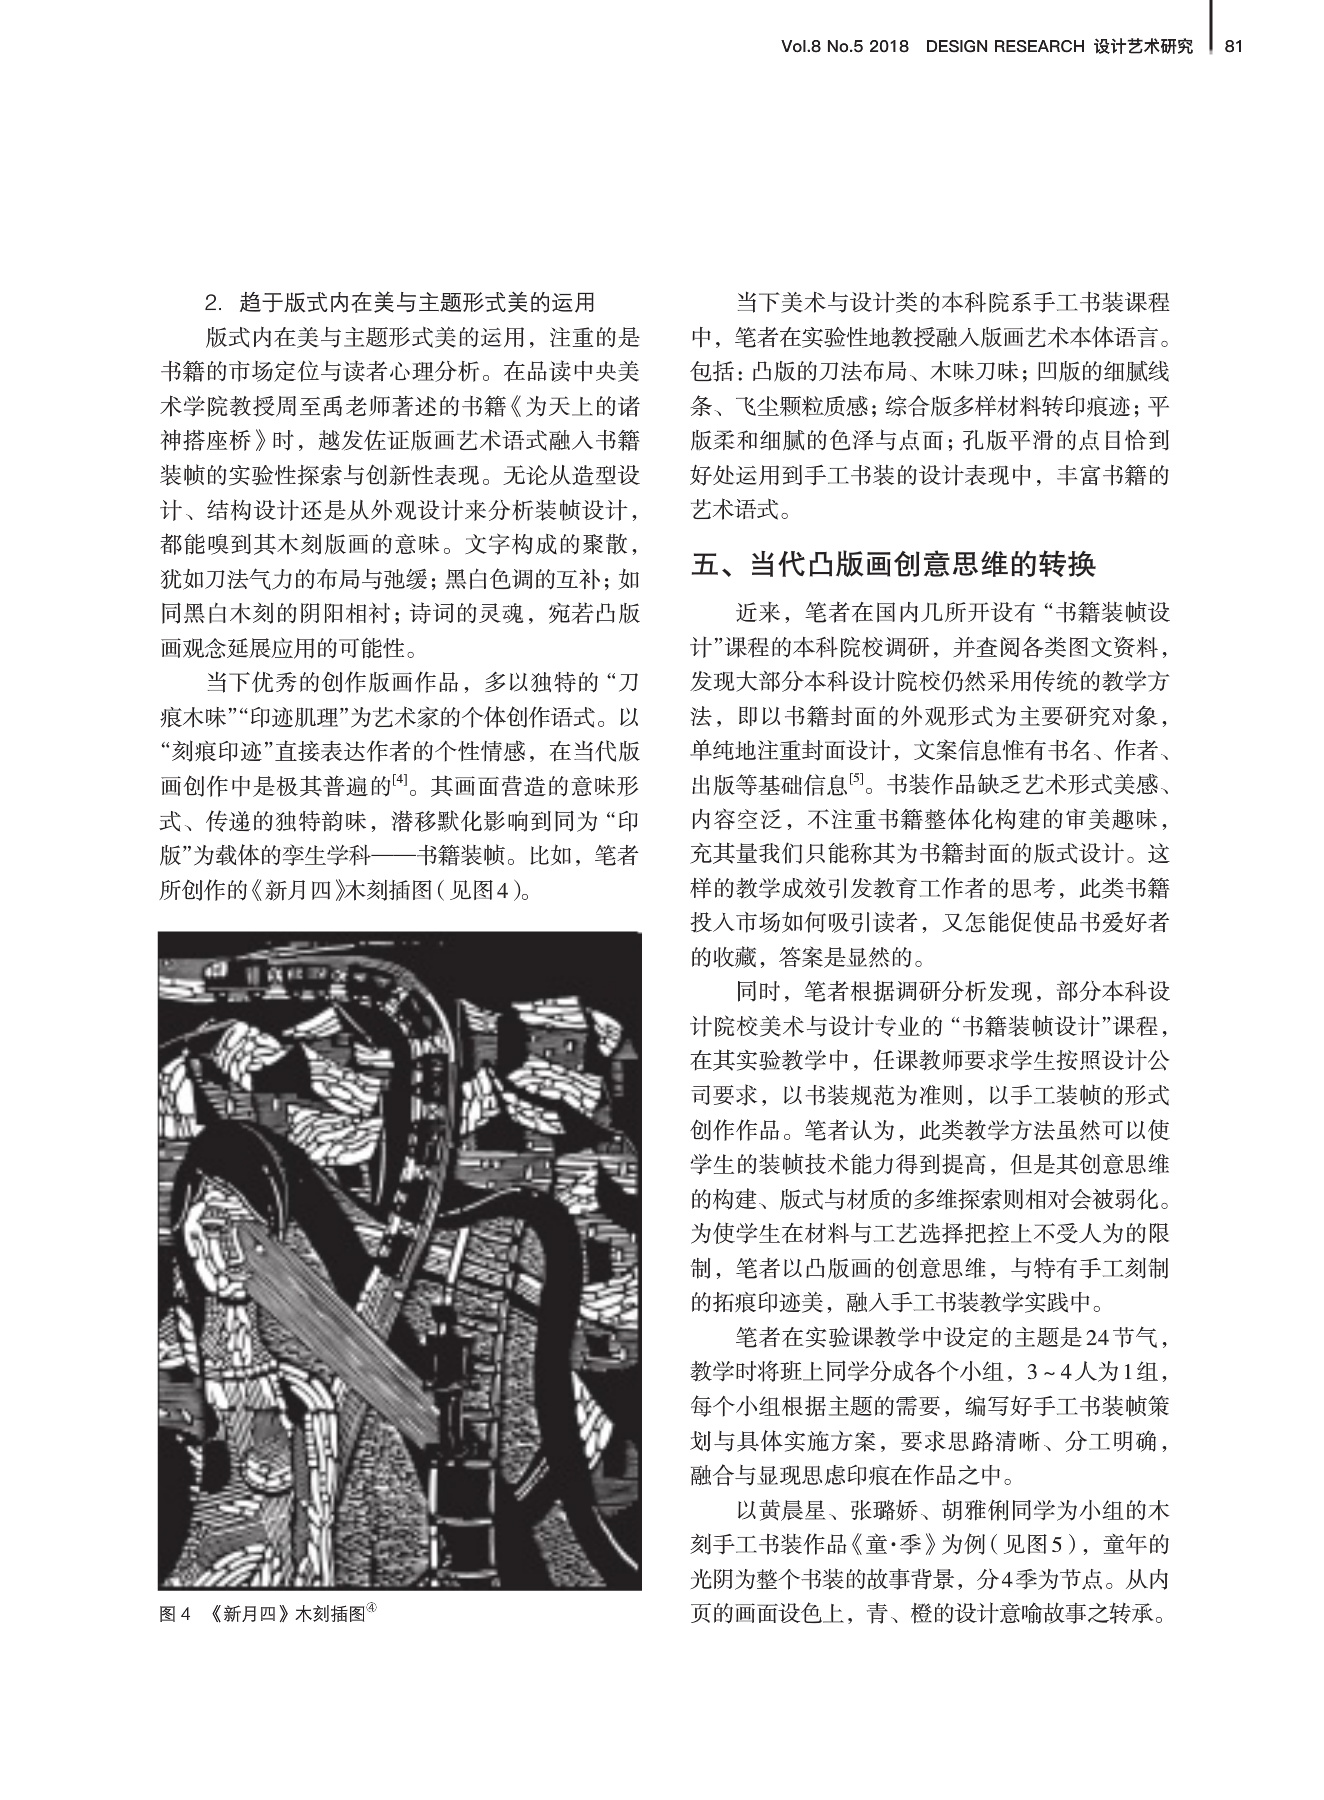 Vol.8 No.5 2018 DESIGN RESEARCH 设计艺术研究 81
2. 趋于版式内在美与主题形式美的运用
版式内在美与主题形式美的运用，注重的是
书籍的市场定位与读者心理分析。在品读中央美
术学院教授周至禹老师著述的书籍《为天上的诸
神搭座桥》时，越发佐证版画艺术语式融入书籍
装帧的实验性探索与创新性表现。无论从造型设
计、结构设计还是从外观设计来分析装帧设计，
都能嗅到其木刻版画的意味。文字构成的聚散，
犹如刀法气力的布局与弛缓；黑白色调的互补；如
同黑白木刻的阴阳相衬；诗词的灵魂，宛若凸版
画观念延展应用的可能性。
当下优秀的创作版画作品，多以独特的“刀
痕木味”“印迹肌理”为艺术家的个体创作语式。以
“刻痕印迹”直接表达作者的个性情感，在当代版
画创作中是极其普遍的[4]。其画面营造的意味形
式、传递的独特韵味，潜移默化影响到同为“印
版”为载体的孪生学科——书籍装帧。比如，笔者
所创作的《新月四》木刻插图（见图4）。
图 4 《新月四》木刻插图④
当下美术与设计类的本科院系手工书装课程
中，笔者在实验性地教授融入版画艺术本体语言。
包括：凸版的刀法布局、木味刀味；凹版的细腻线
条、飞尘颗粒质感；综合版多样材料转印痕迹；平
版柔和细腻的色泽与点面；孔版平滑的点目恰到
好处运用到手工书装的设计表现中，丰富书籍的
艺术语式。
五、当代凸版画创意思维的转换
近来，笔者在国内几所开设有“书籍装帧设
计”课程的本科院校调研，并查阅各类图文资料，
发现大部分本科设计院校仍然采用传统的教学方
法，即以书籍封面的外观形式为主要研究对象，
单纯地注重封面设计，文案信息惟有书名、作者、
出版等基础信息[5]。书装作品缺乏艺术形式美感、
内容空泛，不注重书籍整体化构建的审美趣味，
充其量我们只能称其为书籍封面的版式设计。这
样的教学成效引发教育工作者的思考，此类书籍
投入市场如何吸引读者，又怎能促使品书爱好者
的收藏，答案是显然的。
同时，笔者根据调研分析发现，部分本科设
计院校美术与设计专业的“书籍装帧设计”课程，
在其实验教学中，任课教师要求学生按照设计公
司要求，以书装规范为准则，以手工装帧的形式
创作作品。笔者认为，此类教学方法虽然可以使
学生的装帧技术能力得到提高，但是其创意思维
的构建、版式与材质的多维探索则相对会被弱化。
为使学生在材料与工艺选择把控上不受人为的限
制，笔者以凸版画的创意思维，与特有手工刻制
的拓痕印迹美，融入手工书装教学实践中。
笔者在实验课教学中设定的主题是24节气，
教学时将班上同学分成各个小组，3～4人为1组，
每个小组根据主题的需要，编写好手工书装帧策
划与具体实施方案，要求思路清晰、分工明确，
融合与显现思虑印痕在作品之中。
以黄晨星、张璐娇、胡雅俐同学为小组的木
刻手工书装作品《童·季》为例（见图5），童年的
光阴为整个书装的故事背景，分4季为节点。从内
页的画面设色上，青、橙的设计意喻故事之转承。